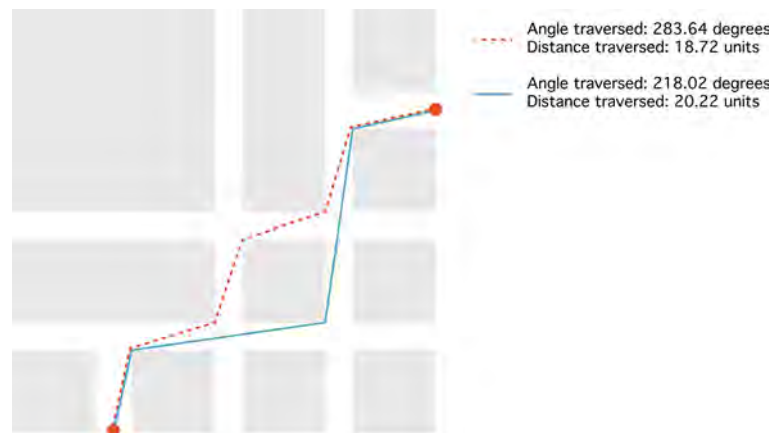 Angle traversed: 283.64 degrees
Distance traversed: 18.72 units
Angle traversed: 218.02 degrees
Distance traversed: 20.22 units